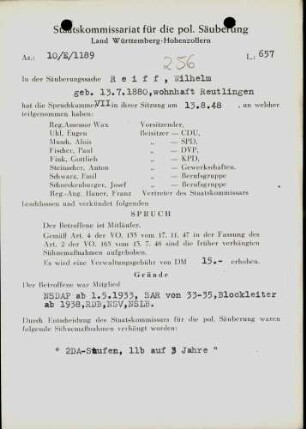 Staatskommissariat für die pol. Säuberung
Land Württemberg-Hohenzollern
Az.: 10/E/1189
L.: 657
256
In der Säuberungssache Reiff, Wilhelm
geb. 13.7.1880, wohnhaft Reutlingen
hat die Spruchkammer VII in ihrer Sitzung am 13.8.48 , an welcher
teilgenommen haben:
Reg.Assessor Wax Vorsitzender,
Uhl, Eugen Beisitzer — CDU,
Munch, Alois „ — SPD,
Fischer, Paul „ — DVP,
Fink, Gottlieb „ — KPD,
Steinacher, Anton „ — Gewerkschaften,
Schwarz, Emil „ — Berufsgruppe
Schneckenburger, Josef „ — Berufsgruppe
Reg.-Ang. Hauer, Franz Vertreter des Staatskommissars
beschlossen und verkündet folgenden
SPRUCH
Der Betroffene ist Mitläufer.
Gemäß Art. 4 der VO. 133 vom 17. 11. 47 in der Fassung des
Art. 2 der VO. 165 vom 13. 7. 48 sind die früher verhängten
Sühnemaßnahmen aufgehoben.
Es wird eine Verwaltungsgebühr von DM 15.- erhoben.
Gründe
Der Betroffene war Mitglied
NSDAP ab 1.5.1933, SAR von 33-35, Blockleiter
ab 1938, RDB, NSV, NSLB.
Durch Entscheidung des Staatskommissars für die pol. Säuberung waren
folgende Sühnemaßnahmen verhängt worden:
" 2DA-Stufen, 11b auf 3 Jahre "